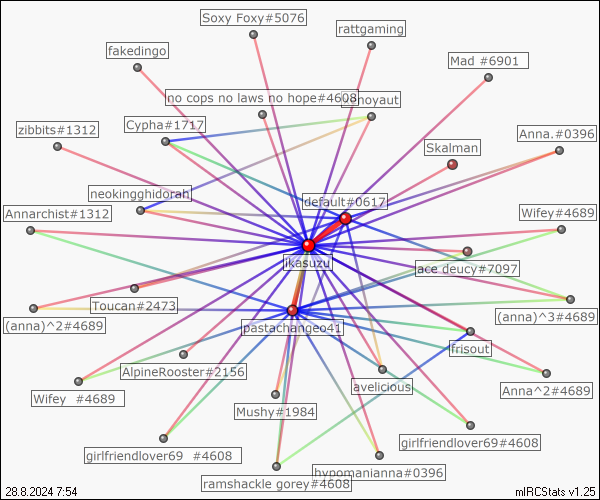 Soxy Foxy#5076
rattgaming
fakedingo
Mad #6901
no cops no laws no hope#4608
Cypha#1717
zibbits#1312
Anna.#0396
Skalman
neokingghidorah
default#0617
Annarchist#1312
Wifey#4689
ikasuzu
ace deucy#7097
Toucan#2473
(anna)^3#4689
(anna)^2#4689
pastachangeo41
frisout
AlpineRooster#2156
avelicious
Anna^2#4689
Wifey  #4689
Mushy#1984
girlfriendlover69#4608
girlfriendlover69  #4608
hypomanianna#0396
ramshackle gorey#4608
28.8.2024 7:54
mIRCStats v1.25